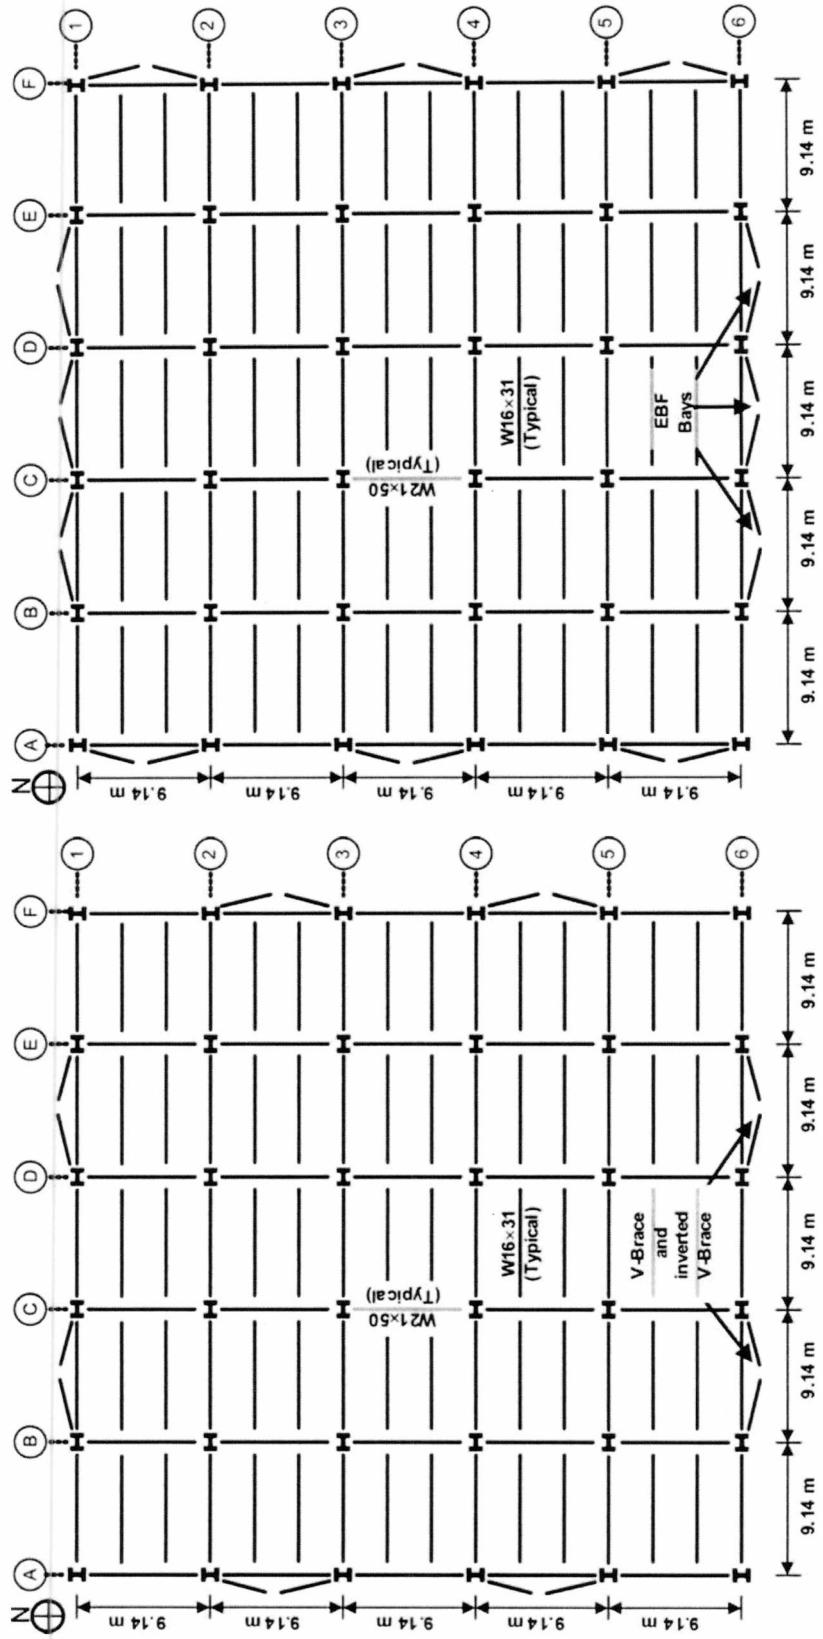 N
A
B
C
D
E
F
1
2
3
4
5
6
W21×50
(Typical)
W16×31
(Typical)
EBF
Bays
9.14 m
9.14 m
9.14 m
9.14 m
9.14 m
9.14 m
9.14 m
9.14 m
9.14 m
9.14 m
N
A
B
C
D
E
F
1
2
3
4
5
6
W21×50
(Typical)
W16×31
(Typical)
V-Brace
and
inverted
V-Brace
9.14 m
9.14 m
9.14 m
9.14 m
9.14 m
9.14 m
9.14 m
9.14 m
9.14 m
9.14 m